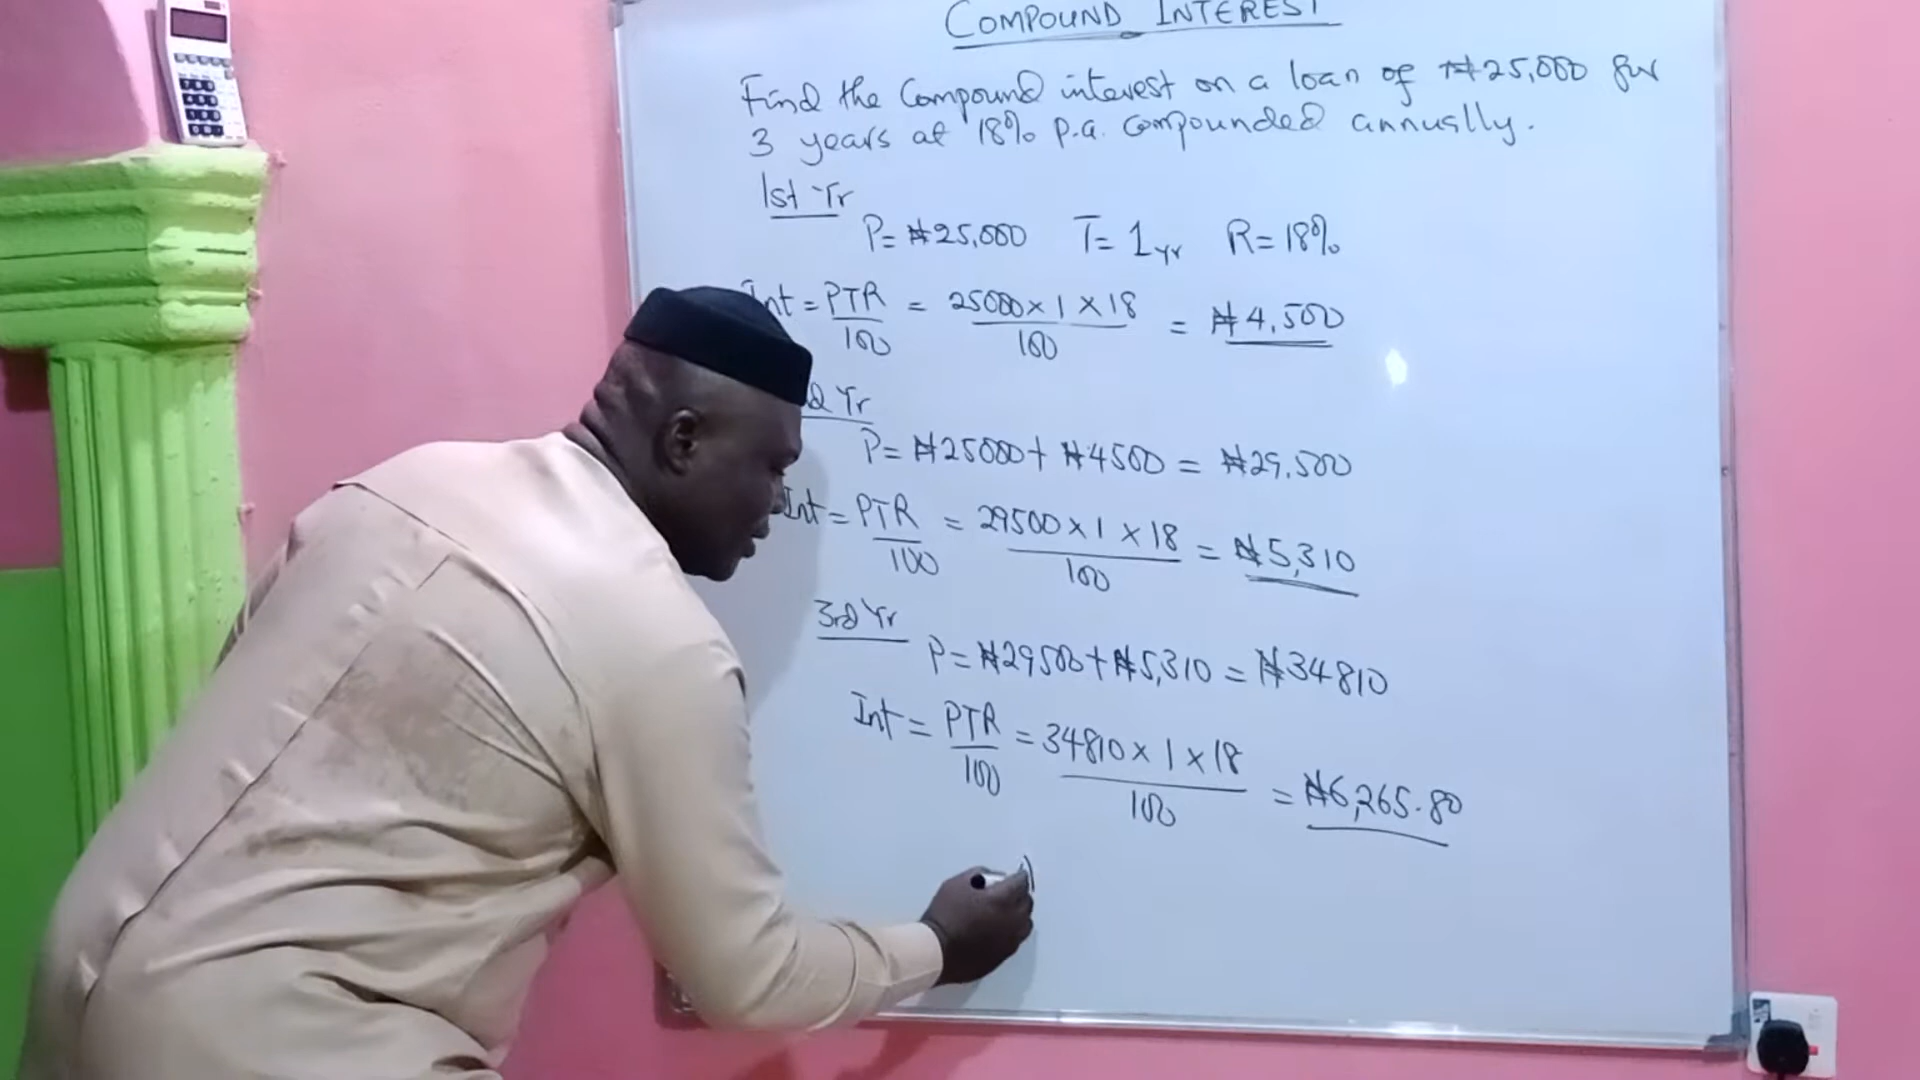 COMPOUND INTEREST
Find the Compound interest on a loan of ₦25,000 for
3 years at 18% p.a. compounded annually.
1st Yr
P= ₦25,000 T= 1yr R= 18%
Int = PTR/100 = 25000 × 1 × 18/100 = ₦4,500
d Yr
P= ₦25000 + ₦4500 = ₦29,500
Int = PTR/100 = 29500 × 1 × 18/100 = ₦5,310
3rd Yr
P= ₦29500 + ₦5,310 = ₦34810
Int = PTR/100 = 34810 × 1 × 18/100 = ₦6,265.80